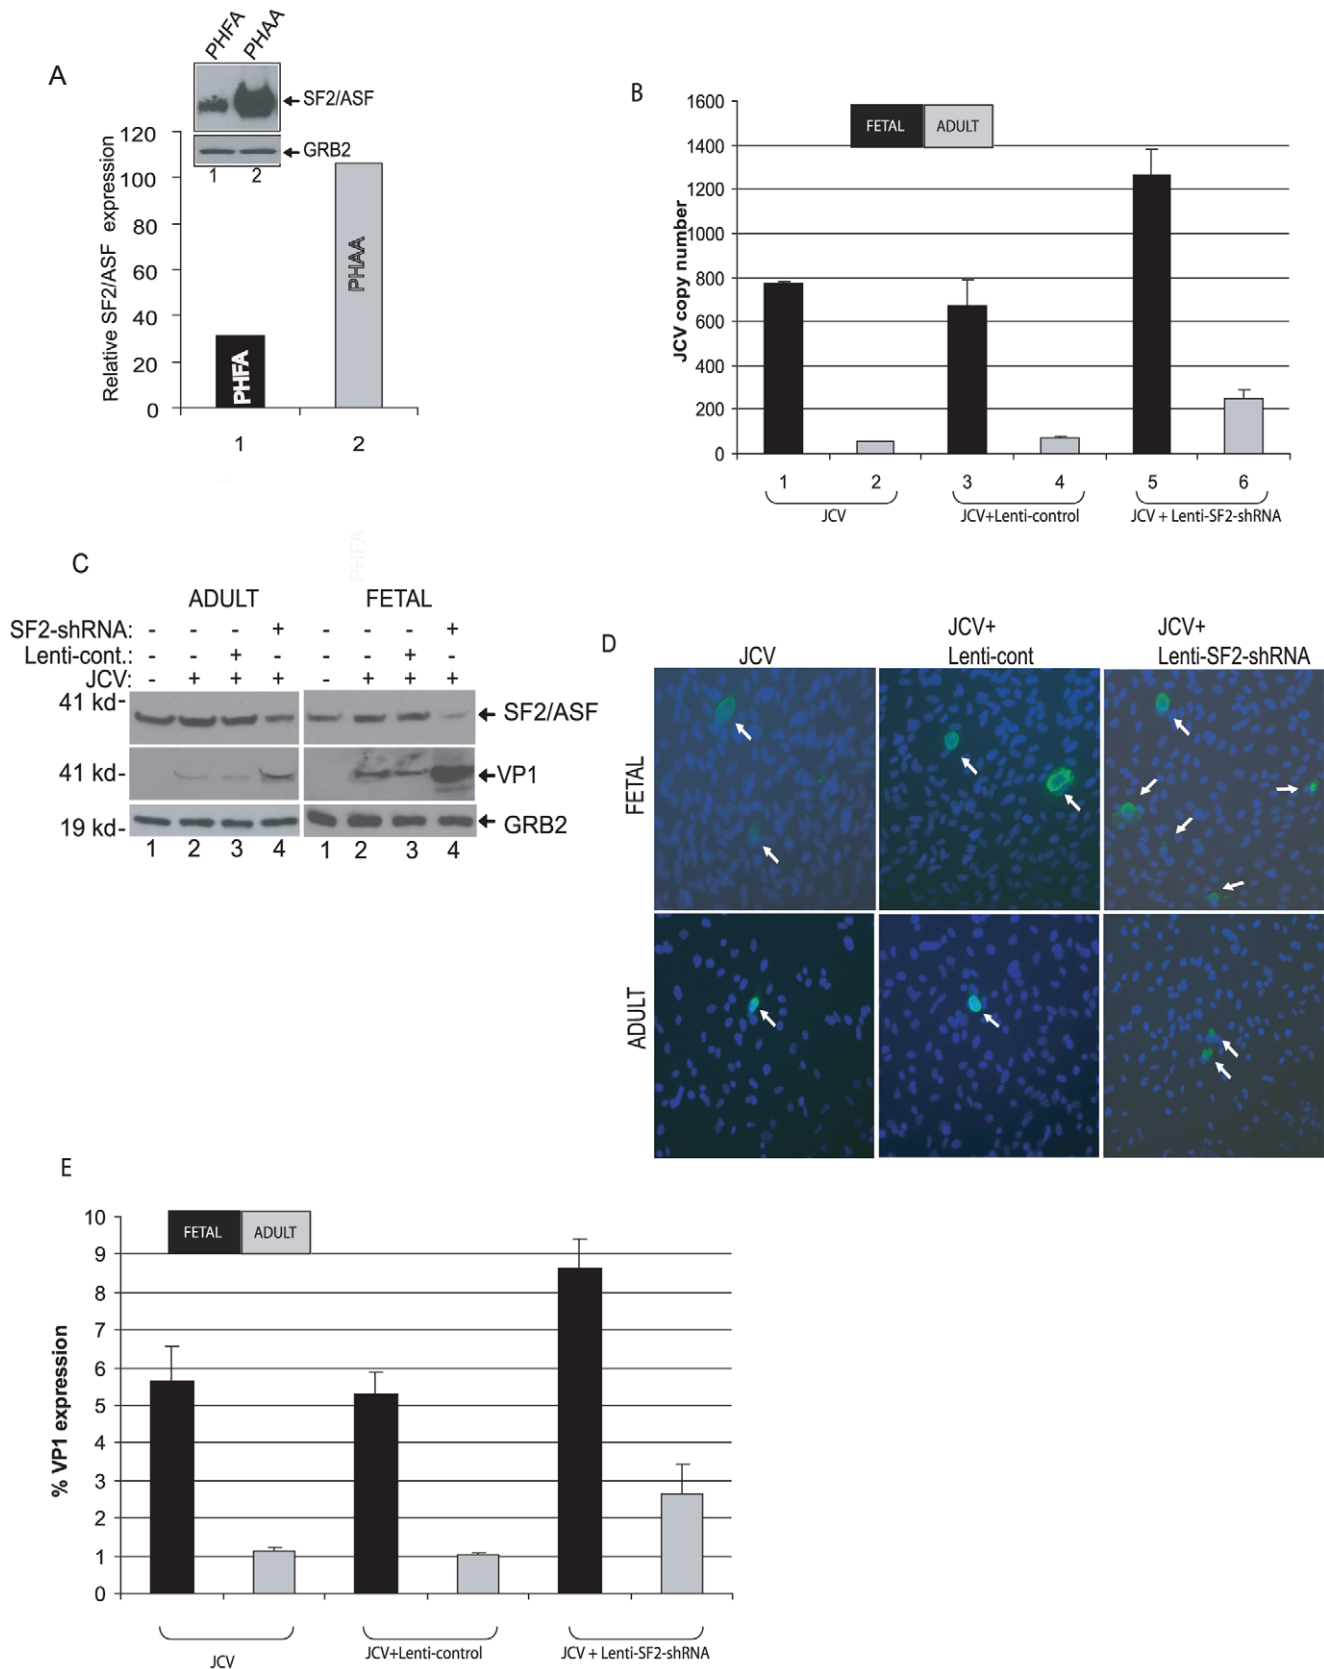 A
PHFA PHAA
SF2/ASF
GRB2
1 2
Relative SF2/ASF expression
120
100
80
60
40
20
0
PHFA
PHAA
1 2
B
FETAL ADULT
JCV copy number
1600
1400
1200
1000
800
600
400
200
0
1 2 3 4 5 6
JCV JCV+Lenti-control JCV + Lenti-SF2-shRNA
PHFA
C
ADULT FETAL
SF2-shRNA: - - - + - - - +
Lenti-cont.: - - + - - - + -
JCV: - + + + - + + +
41 kd- SF2/ASF
41 kd- VP1
19 kd- GRB2
1 2 3 4 1 2 3 4
D
JCV JCV+ Lenti-cont JCV+ Lenti-SF2-shRNA
FETAL
ADULT
E
FETAL ADULT
% VP1 expression
10
9
8
7
6
5
4
3
2
1
0
JCV JCV+Lenti-control JCV + Lenti-SF2-shRNA